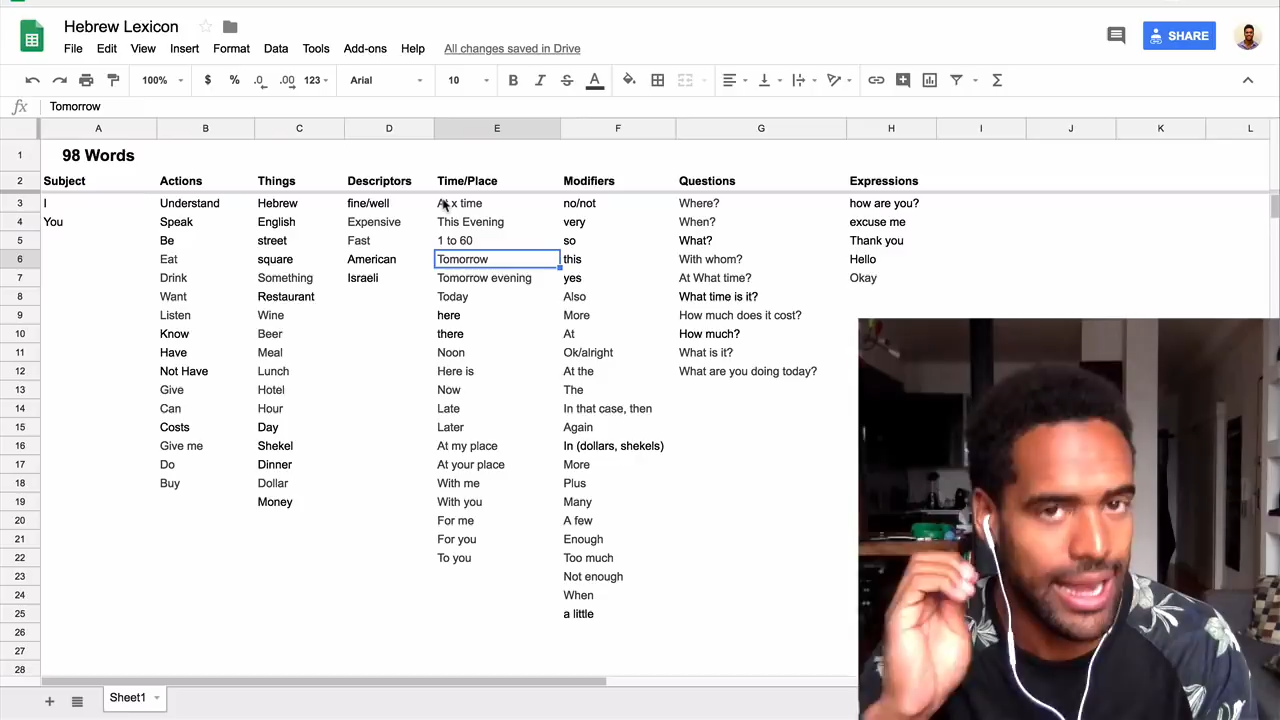 Hebrew Lexicon
File Edit View Insert Format Data Tools Add-ons Help All changes saved in Drive
SHARE
100% $ % .0 .00 123 Arial 10 B I S A
fx Tomorrow
A B C D E F G H I J K L
1 98 Words
2 Subject Actions Things Descriptors Time/Place Modifiers Questions Expressions
3 I Understand Hebrew fine/well At x time no/not Where? how are you?
4 You Speak English Expensive This Evening very When? excuse me
5 Be street Fast 1 to 60 so What? Thank you
6 Eat square American Tomorrow this With whom? Hello
7 Drink Something Israeli Tomorrow evening yes At What time? Okay
8 Want Restaurant Today Also What time is it?
9 Listen Wine here More How much does it cost?
10 Know Beer there At How much?
11 Have Meal Noon Ok/alright What is it?
12 Not Have Lunch Here is At the What are you doing today?
13 Give Hotel Now The
14 Can Hour Late In that case, then
15 Costs Day Later Again
16 Give me Shekel At my place In (dollars, shekels)
17 Do Dinner At your place More
18 Buy Dollar With me Plus
19 Money With you Many
20 For me A few
21 For you Enough
22 To you Too much
23 Not enough
24 When
25 a little
26
27
28
Sheet1